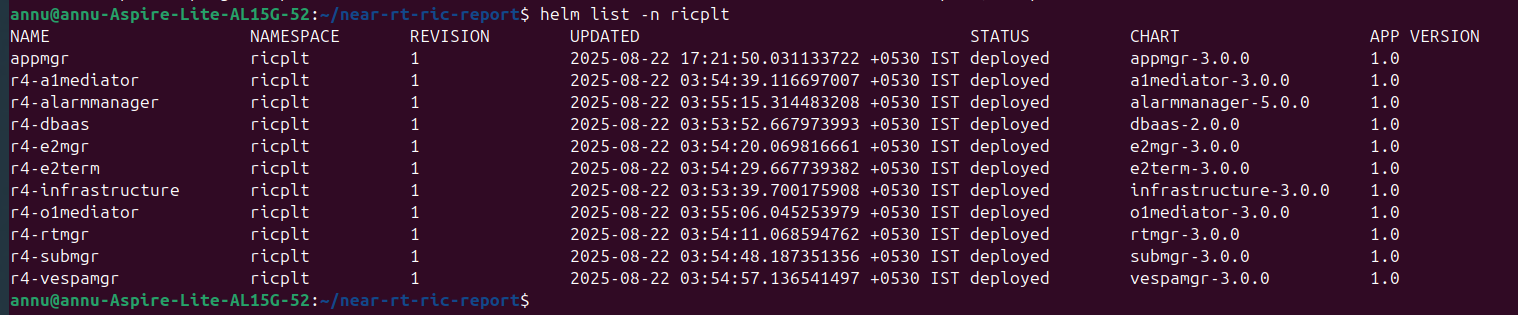 annu@annu-Aspire-Lite-AL15G-52:~/near-rt-ric-report$ helm list -n ricplt
NAME NAMESPACE REVISION UPDATED STATUS CHART APP VERSION
appmgr ricplt 1 2025-08-22 17:21:50.031133722 +0530 IST deployed appmgr-3.0.0 1.0
r4-a1mediator ricplt 1 2025-08-22 03:54:39.116697007 +0530 IST deployed a1mediator-3.0.0 1.0
r4-alarmmanager ricplt 1 2025-08-22 03:55:15.314483208 +0530 IST deployed alarmmanager-5.0.0 1.0
r4-dbaas ricplt 1 2025-08-22 03:53:52.667973993 +0530 IST deployed dbaas-2.0.0 1.0
r4-e2mgr ricplt 1 2025-08-22 03:54:20.069816661 +0530 IST deployed e2mgr-3.0.0 1.0
r4-e2term ricplt 1 2025-08-22 03:54:29.667739382 +0530 IST deployed e2term-3.0.0 1.0
r4-infrastructure ricplt 1 2025-08-22 03:53:39.700175908 +0530 IST deployed infrastructure-3.0.0 1.0
r4-o1mediator ricplt 1 2025-08-22 03:55:06.045253979 +0530 IST deployed o1mediator-3.0.0 1.0
r4-rtmgr ricplt 1 2025-08-22 03:54:11.068594762 +0530 IST deployed rtmgr-3.0.0 1.0
r4-submgr ricplt 1 2025-08-22 03:54:48.187351356 +0530 IST deployed submgr-3.0.0 1.0
r4-vespamgr ricplt 1 2025-08-22 03:54:57.136541497 +0530 IST deployed vespamgr-3.0.0 1.0
annu@annu-Aspire-Lite-AL15G-52:~/near-rt-ric-report$